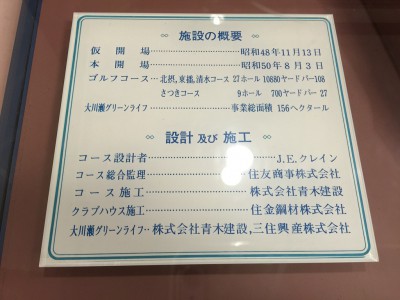 ∞ 施設の概要 ∞
仮開場 昭和48年11月13日
本開場 昭和50年8月3日
ゴルフコース 北摂,東播,清水コース 27ホール 10880ヤード パー108
さつきコース 9ホール 700ヤード パー27
大川瀬グリーンライフ 事業総面積 156ヘクタール
∞ 設計及び施工 ∞
コース設計者 J.E.クレイン
コース総合監理 住友商事株式会社
コース施工 株式会社青木建設
クラブハウス施工 住金鋼材株式会社
大川瀬グリーンライフ 株式会社青木建設,三住興産株式会社